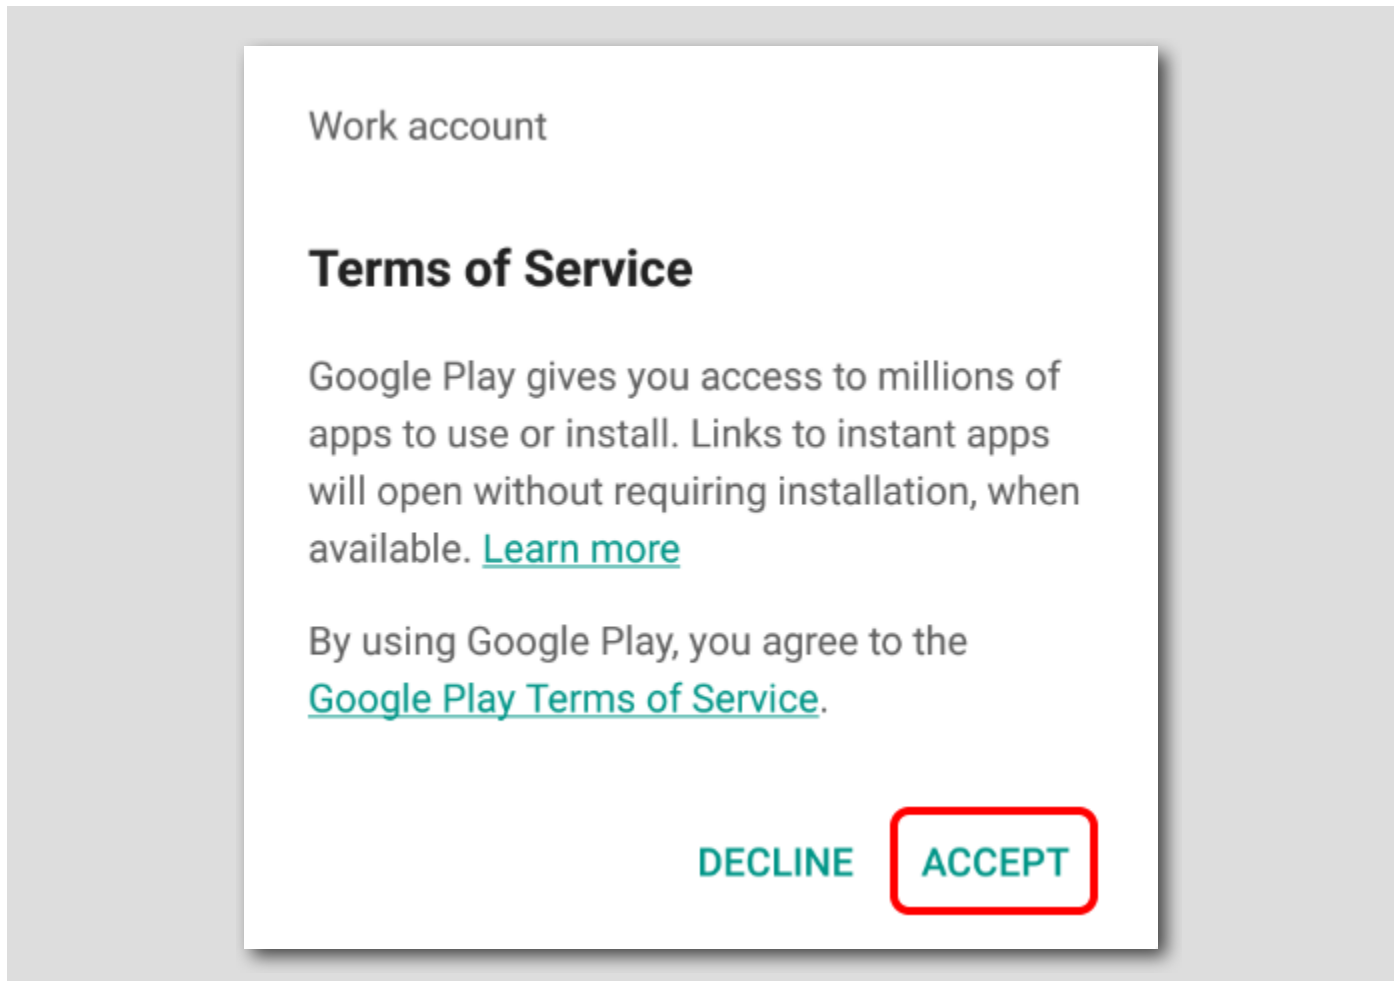 Work account
Terms of Service
Google Play gives you access to millions of
apps to use or install. Links to instant apps
will open without requiring installation, when
available. Learn more
By using Google Play, you agree to the
Google Play Terms of Service.
DECLINE ACCEPT